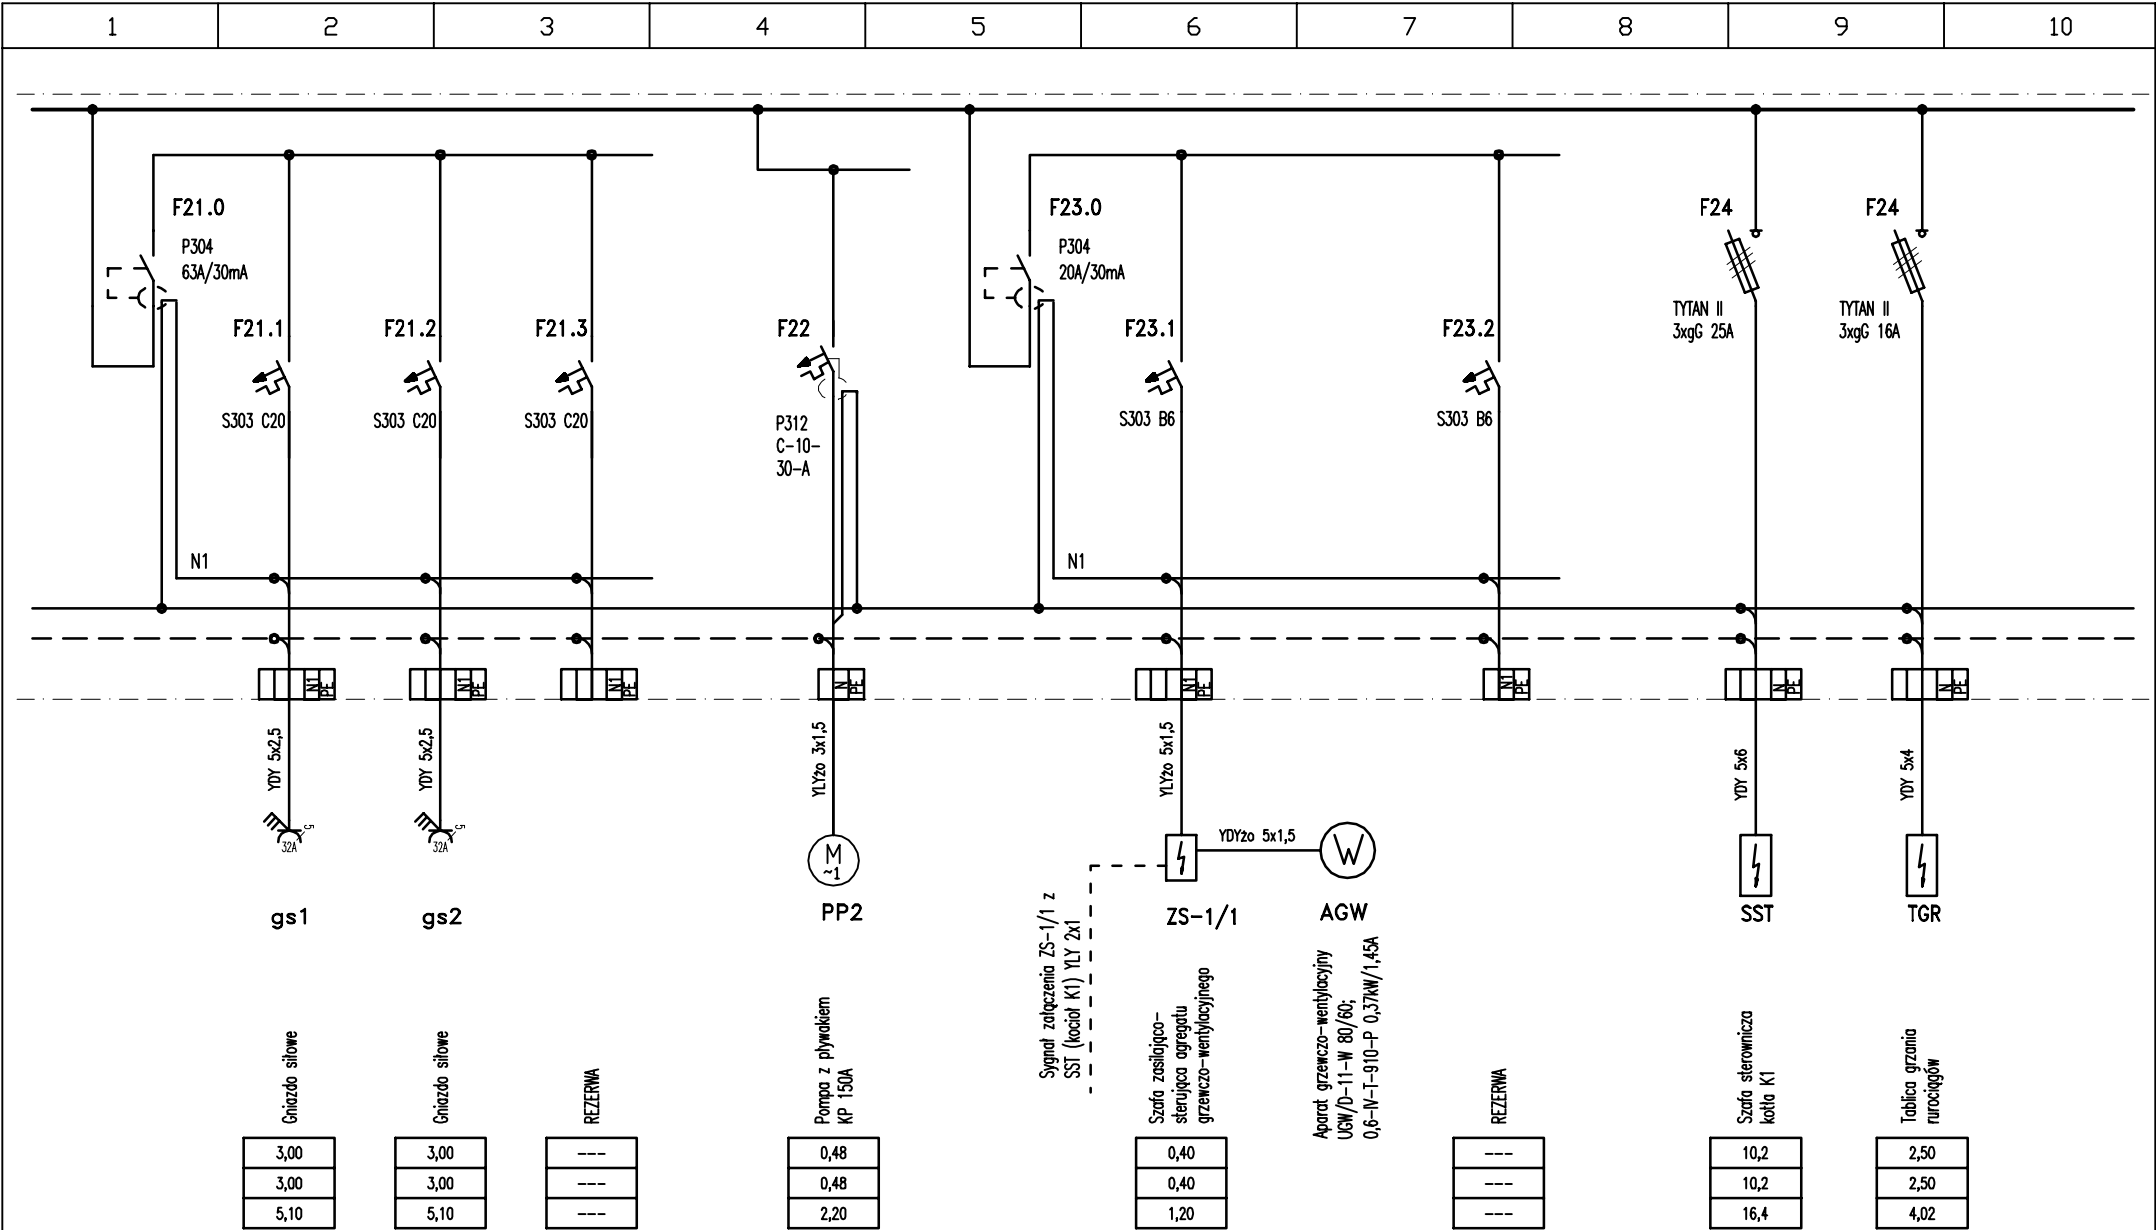 1 2 3 4 5 6 7 8 9 10
F21.0
P304
63A/30mA
F21.1
S303 C20
F21.2
S303 C20
F21.3
S303 C20
F22
P312
C-10-
30-A
F23.0
P304
20A/30mA
F23.1
S303 B6
F23.2
S303 B6
F24
TYTAN II
3xgG 25A
F24
TYTAN II
3xgG 16A
N1
N1
N1
PE
N1
PE
N1
PE
N
PE
N1
PE
N1
PE
N
PE
N
PE
YDY 5x2,5
YDY 5x2,5
YLYżo 3x1,5
YLYżo 5x1,5
YDY 5x6
YDY 5x4
5
32A
5
32A
M
~1
YDYżo 5x1,5
W
gs1
gs2
PP2
ZS-1/1
AGW
SST
TGR
Gniazdo siłowe
Gniazdo siłowe
REZERWA
Pompa z pływakiem
KP 150A
Sygnał załączenia ZS-1/1 z
SST (kocioł K1) YLY 2x1
Szafa zasilająco-
sterująca agregatu
grzewczo-wentylacyjnego
Aparat grzewczo-wentylacyjny
UGW/D-11-W 80/60;
0,6-IV-T-910-P 0,37kW/1,45A
REZERWA
Szafa sterownicza
kotła K1
Tablica grzania
rurociągów
3,00 3,00 --- 0,48 0,40 --- 10,2 2,50
3,00 3,00 --- 0,48 0,40 --- 10,2 2,50
5,10 5,10 --- 2,20 1,20 --- 16,4 4,02